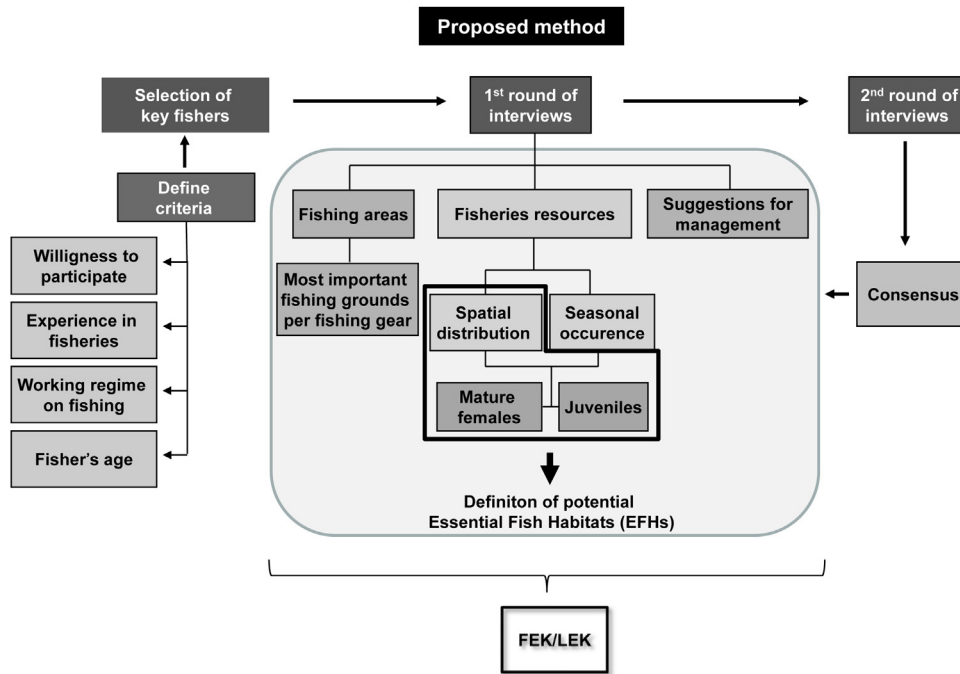 Proposed method
Selection of
key fishers
1st round of
interviews
2nd round of
interviews
Define
criteria
Willigness to
participate
Experience in
fisheries
Working regime
on fishing
Fisher's age
Fishing areas
Most important
fishing grounds
per fishing gear
Fisheries resources
Suggestions for
management
Spatial
distribution
Seasonal
occurence
Mature
females
Juveniles
Definiton of potential
Essential Fish Habitats (EFHs)
Consensus
FEK/LEK